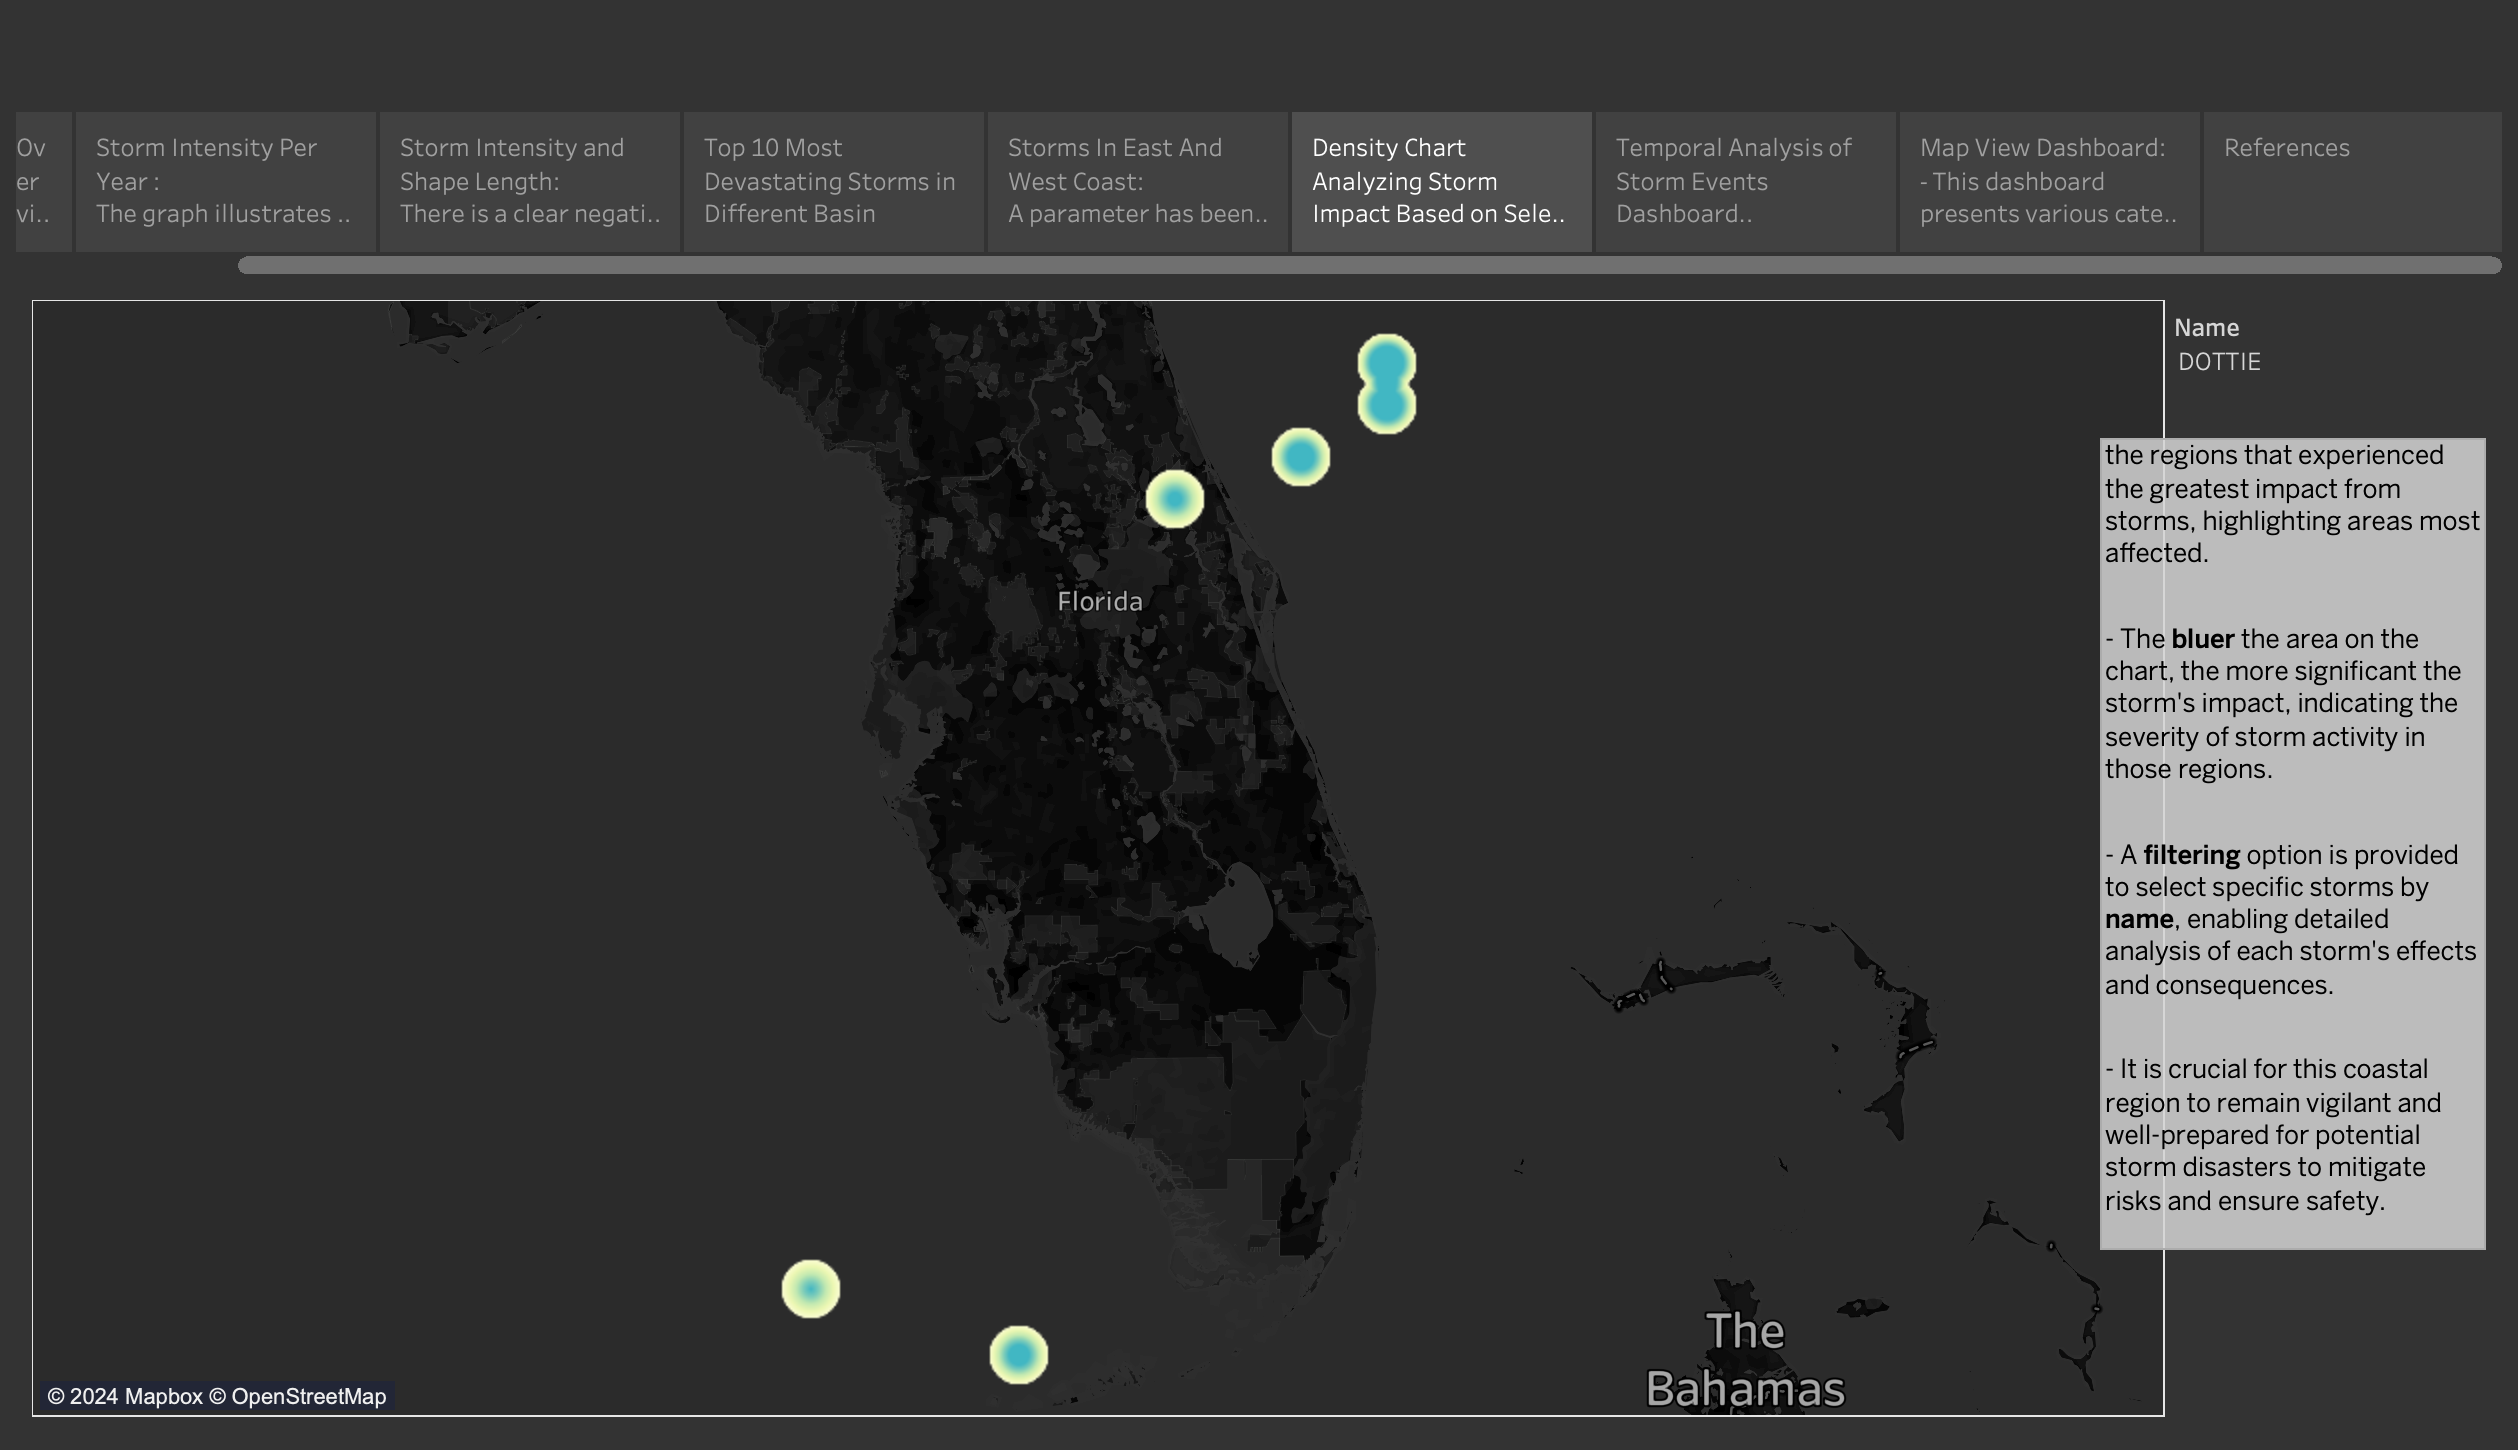 Ov
er
vi..
Storm Intensity Per
Year :
The graph illustrates ..
Storm Intensity and
Shape Length:
There is a clear negati..
Top 10 Most
Devastating Storms in
Different Basin
Storms In East And
West Coast:
A parameter has been..
Density Chart
Analyzing Storm
Impact Based on Sele..
Temporal Analysis of
Storm Events
Dashboard..
Map View Dashboard:
- This dashboard
presents various cate..
References
Name
DOTTIE
the regions that experienced
the greatest impact from
storms, highlighting areas most
affected.
- The bluer the area on the
chart, the more significant the
storm's impact, indicating the
severity of storm activity in
those regions.
- A filtering option is provided
to select specific storms by
name, enabling detailed
analysis of each storm's effects
and consequences.
- It is crucial for this coastal
region to remain vigilant and
well-prepared for potential
storm disasters to mitigate
risks and ensure safety.
Florida
The
Bahamas
© 2024 Mapbox © OpenStreetMap